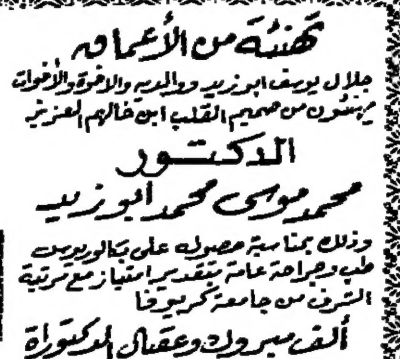 تهنئة من الأعماق
جلال يوسف ابو زيد ووالديه والاخوة والأخوات
يهنئون من صميم القلب ابن خالهم العزيز
الدكتور
محمد موسى محمد ابو زيد
وذلك بمناسبة حصوله على بكالوريوس
طب وجراحة عامة بتقدير امتياز مع مرتبة
الشرف من جامعة كريوفا
ألف مبروك وعقبال الدكتوراة